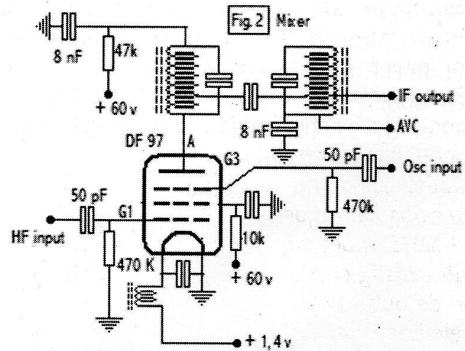 Fig. 2 Mixer
8 nF
47k
+ 60 v
IF output
8 nF
AVC
DF 97
A
G3
50 pF
Osc input
50 pF
G1
HF input
470k
10k
470 K
+ 60 v
+ 1,4 v